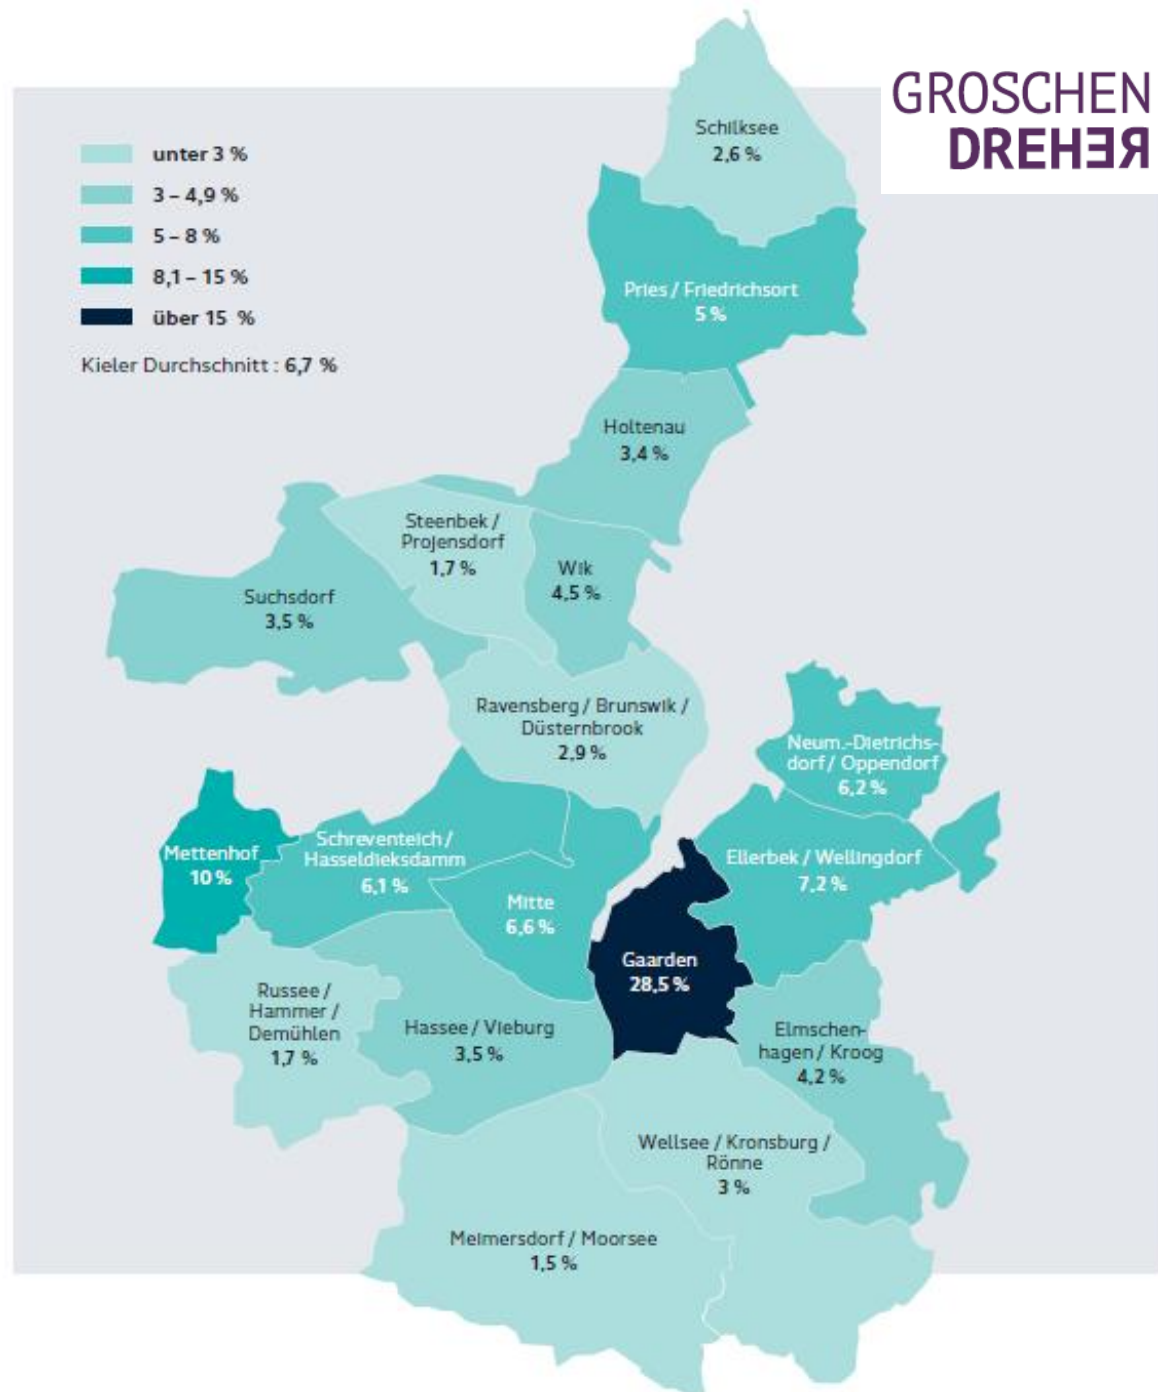 GROSCHEN
DREHER
unter 3 %
3 – 4,9 %
5 – 8 %
8,1 – 15 %
über 15 %
Kieler Durchschnitt : 6,7 %
Schilksee
2,6 %
Pries / Friedrichsort
5 %
Holtenau
3,4 %
Steenbek /
Projensdorf
1,7 %
Wik
4,5 %
Suchsdorf
3,5 %
Ravensberg / Brunswik /
Düsternbrook
2,9 %
Neum.-Dietrichs-
dorf / Oppendorf
6,2 %
Mettenhof
10 %
Schreventeich /
Hasseldieksdamm
6,1 %
Ellerbek / Wellingdorf
7,2 %
Mitte
6,6 %
Gaarden
28,5 %
Russee /
Hammer /
Demühlen
1,7 %
Hassee / Vieburg
3,5 %
Elmschen-
hagen / Kroog
4,2 %
Wellsee / Kronsburg /
Rönne
3 %
Meimersdorf / Moorsee
1,5 %